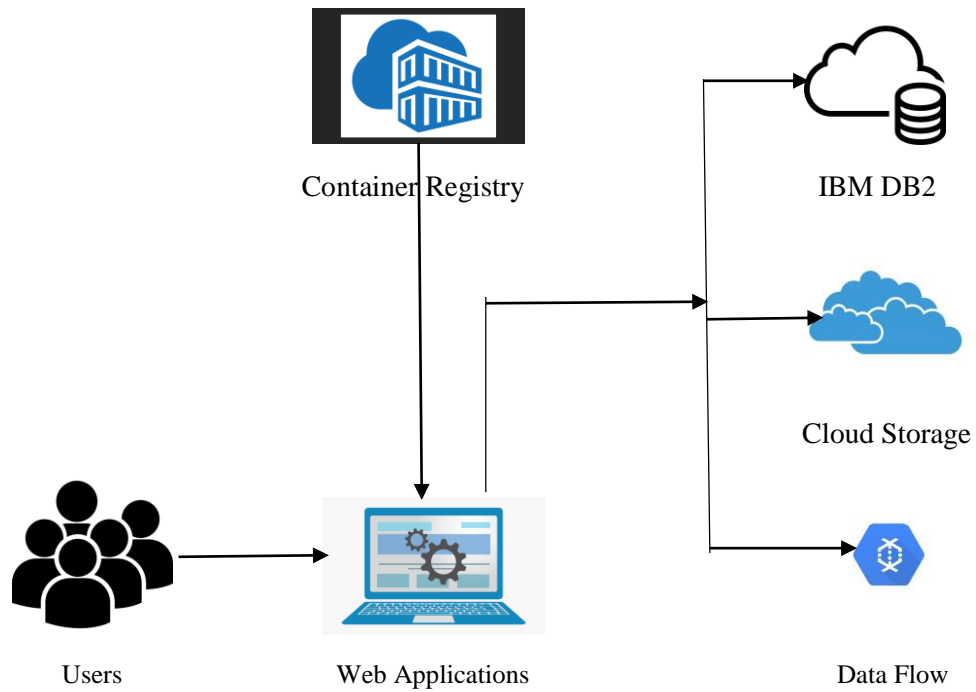 Container Registry
IBM DB2
Cloud Storage
Users
Web Applications
Data Flow